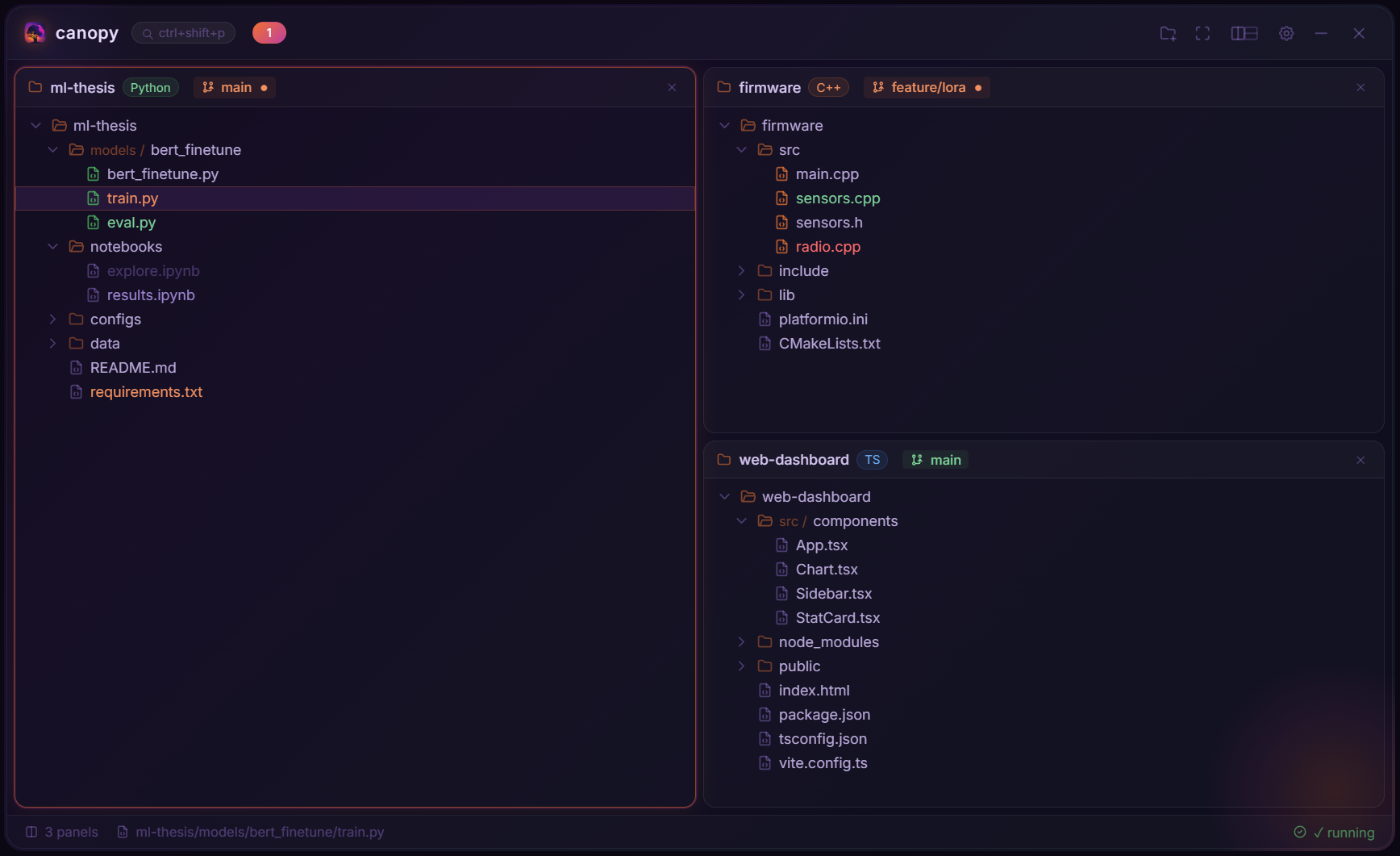 canopy ctrl+shift+p 1
ml-thesis Python main
ml-thesis
models / bert_finetune
bert_finetune.py
train.py
eval.py
notebooks
explore.ipynb
results.ipynb
configs
data
README.md
requirements.txt
firmware C++ feature/lora
firmware
src
main.cpp
sensors.cpp
sensors.h
radio.cpp
include
lib
platformio.ini
CMakeLists.txt
web-dashboard TS main
web-dashboard
src / components
App.tsx
Chart.tsx
Sidebar.tsx
StatCard.tsx
node_modules
public
index.html
package.json
tsconfig.json
vite.config.ts
3 panels ml-thesis/models/bert_finetune/train.py ✓ running